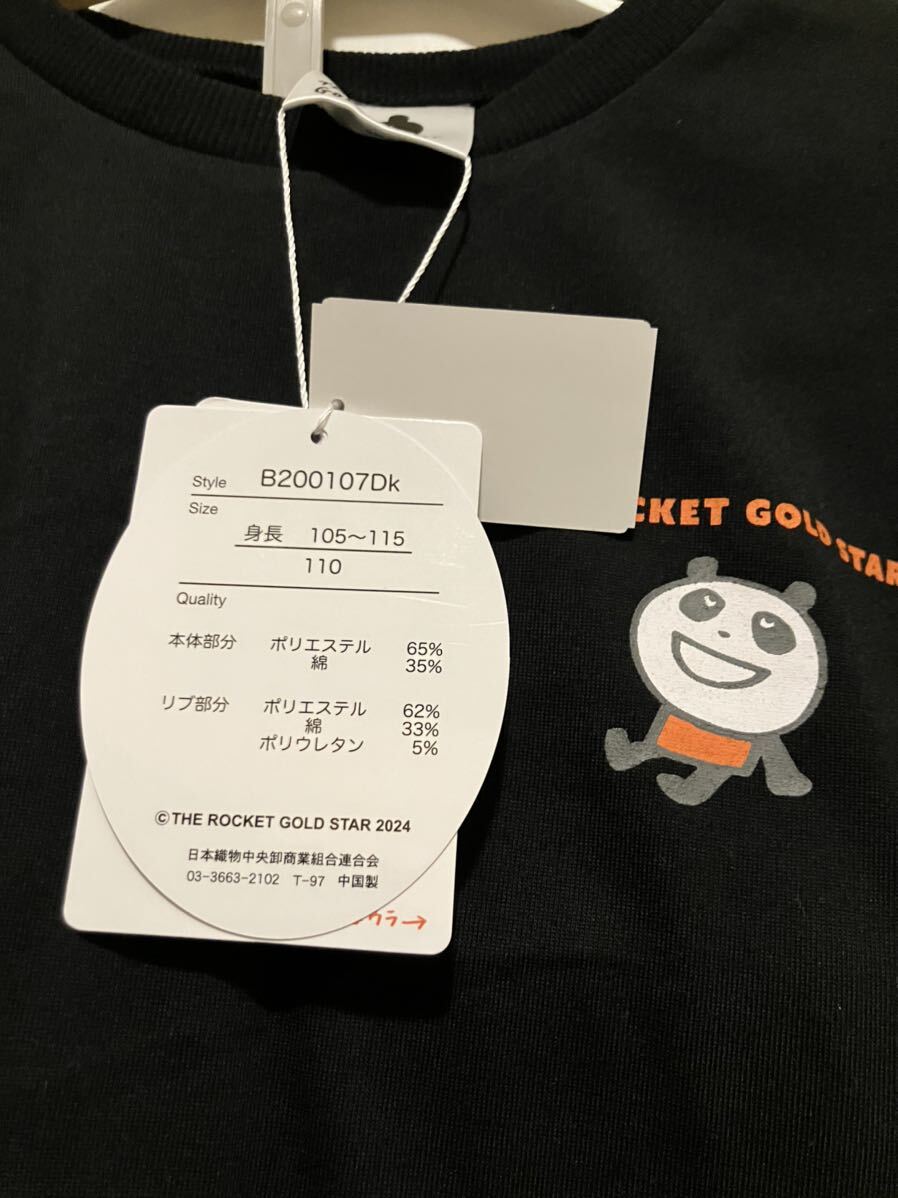 Style B200107Dk
Size
身長 105～115
110
Quality
本体部分 ポリエステル 65%
綿 35%
リブ部分 ポリエステル 62%
綿 33%
ポリウレタン 5%
©THE ROCKET GOLD STAR 2024
日本織物中央卸商業組合連合会
03-3663-2102 T-97 中国製
ウラ→
CKET GOLD STAR